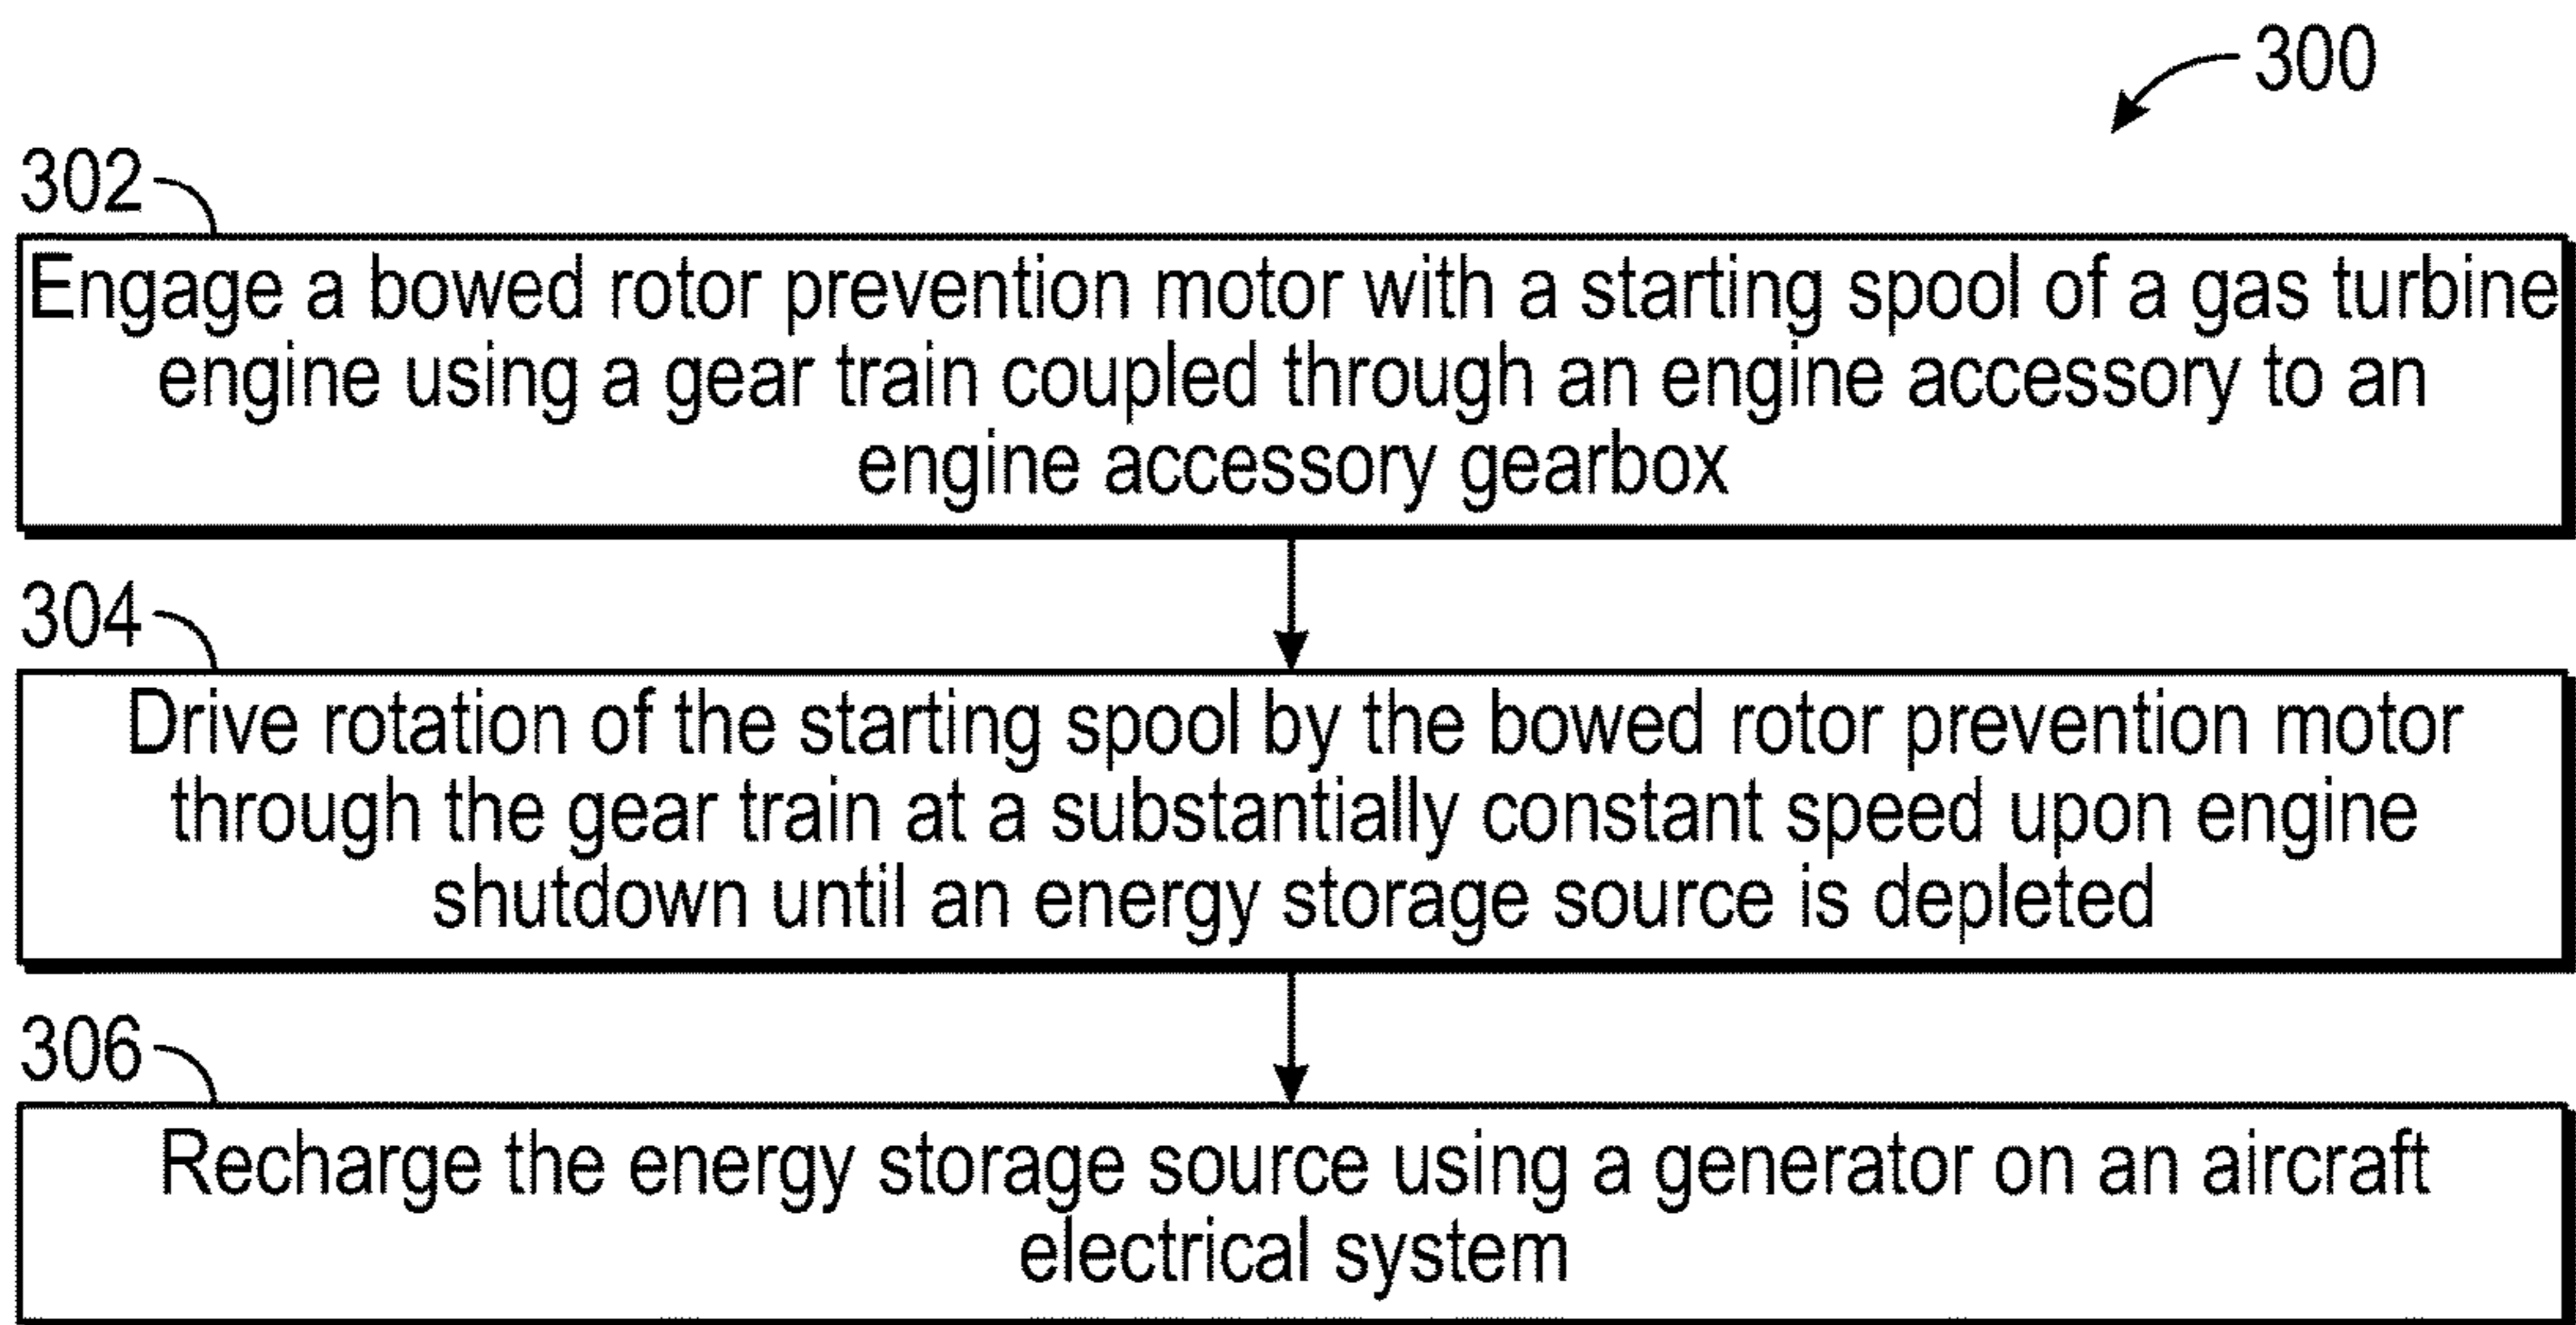 300
302
Engage a bowed rotor prevention motor with a starting spool of a gas turbine
engine using a gear train coupled through an engine accessory to an
engine accessory gearbox
304
Drive rotation of the starting spool by the bowed rotor prevention motor
through the gear train at a substantially constant speed upon engine
shutdown until an energy storage source is depleted
306
Recharge the energy storage source using a generator on an aircraft
electrical system